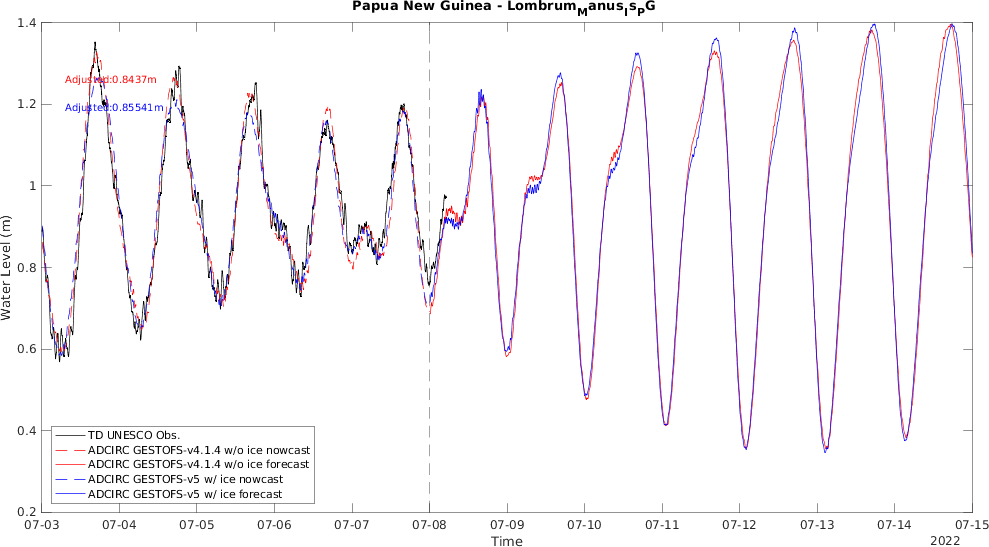 Papua New Guinea - LombrumManusIsPG
Water Level (m)
1.4
1.2
1
0.8
0.6
0.4
0.2
Adjusted:0.8437m
Adjusted:0.85541m
TD UNESCO Obs.
ADCIRC GESTOFS-v4.1.4 w/o ice nowcast
ADCIRC GESTOFS-v4.1.4 w/o ice forecast
ADCIRC GESTOFS-v5 w/ ice nowcast
ADCIRC GESTOFS-v5 w/ ice forecast
07-03 07-04 07-05 07-06 07-07 07-08 07-09 07-10 07-11 07-12 07-13 07-14 07-15
Time
2022